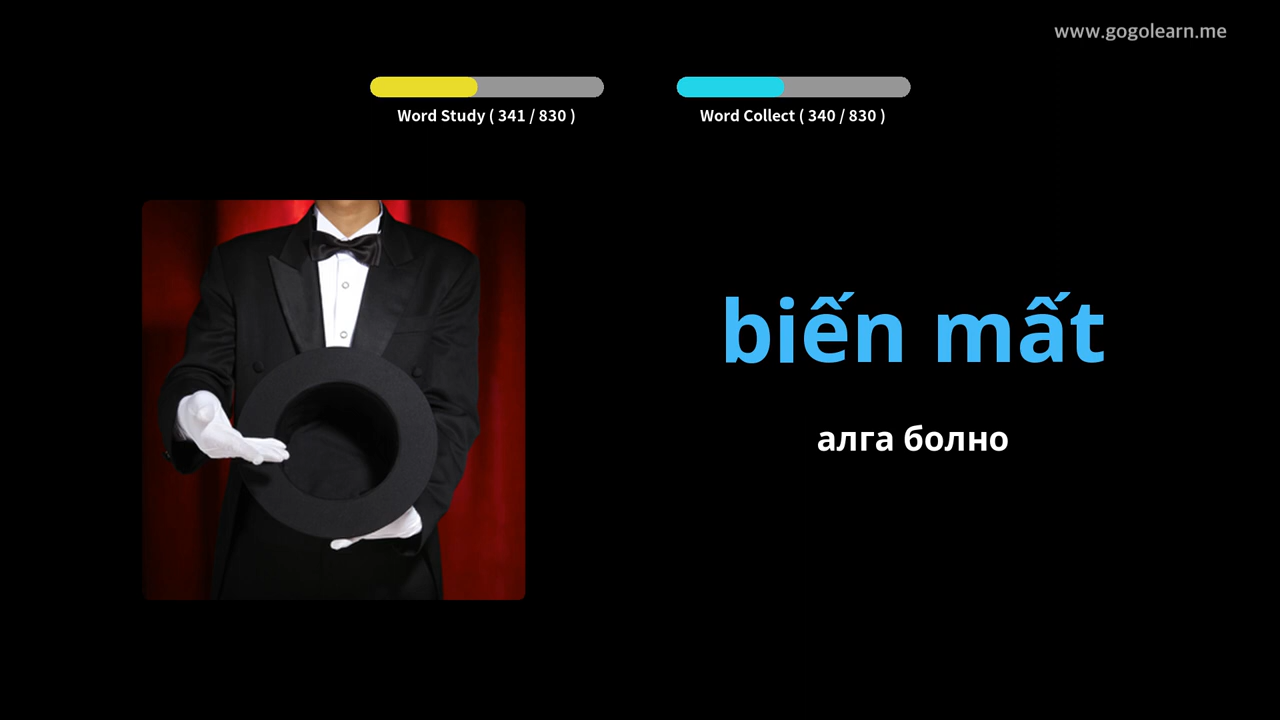 www.gogolearn.me
Word Study ( 341 / 830 )
Word Collect ( 340 / 830 )
biến mất
алга болно